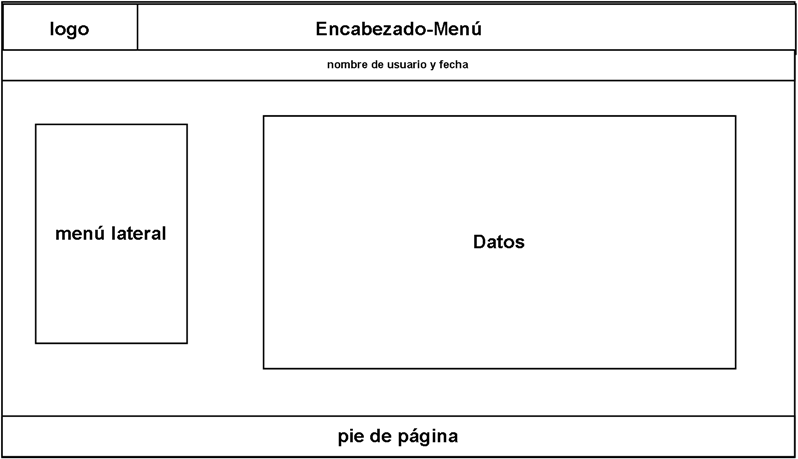 logo
Encabezado-Menú
nombre de usuario y fecha
menú lateral
Datos
pie de página